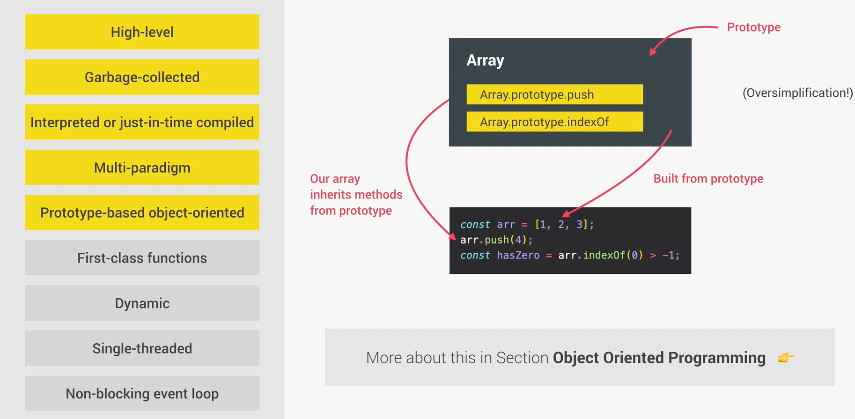 High-level
Garbage-collected
Interpreted or just-in-time compiled
Multi-paradigm
Prototype-based object-oriented
First-class functions
Dynamic
Single-threaded
Non-blocking event loop
Prototype
Array
Array.prototype.push
Array.prototype.indexOf
(Oversimplification!)
Our array
inherits methods
from prototype
Built from prototype
const arr = [1, 2, 3];
arr.push(4);
const hasZero = arr.indexOf(0) > -1;
More about this in Section Object Oriented Programming 👉